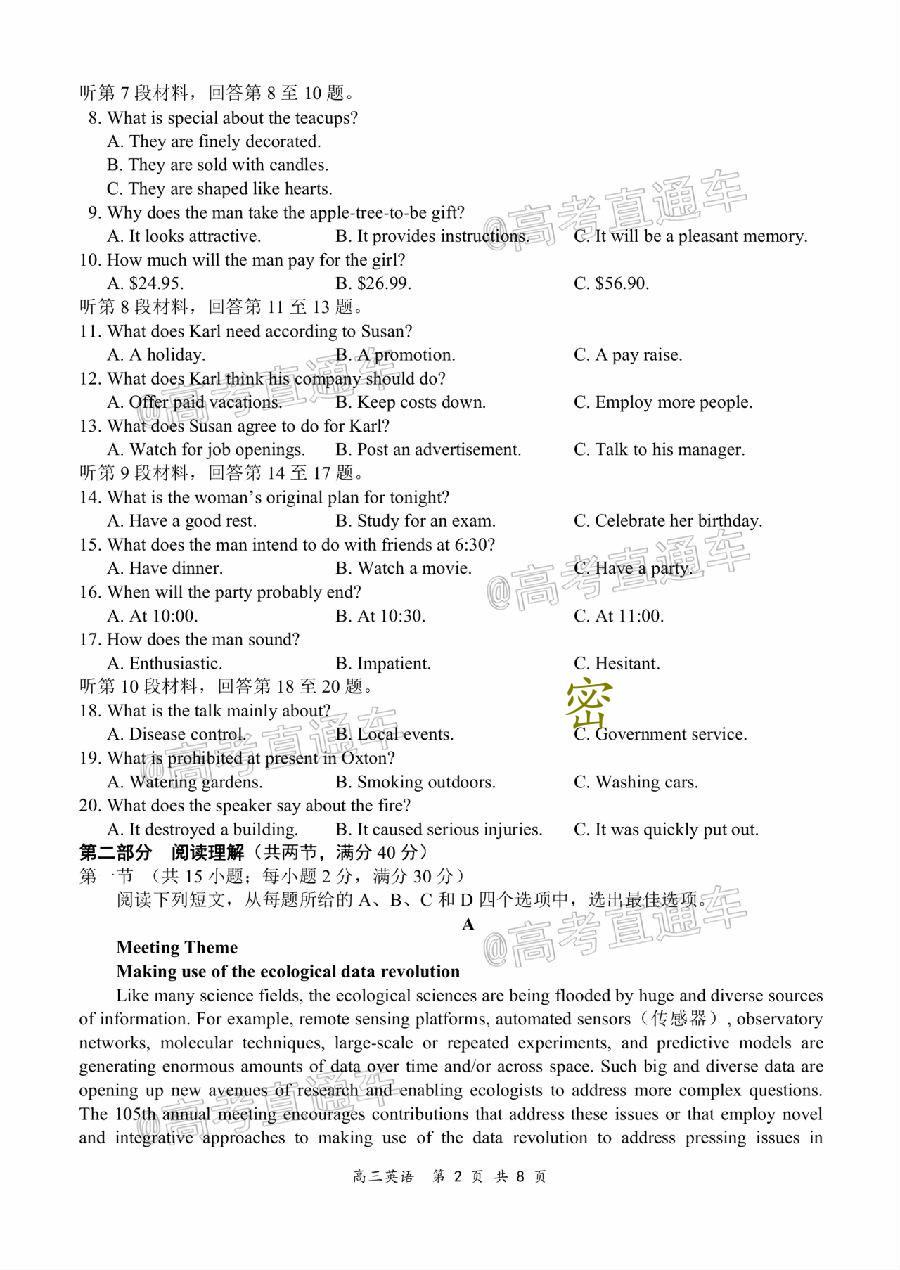 听第 7 段材料，回答第 8 至 10 题。
8. What is special about the teacups?
A. They are finely decorated.
B. They are sold with candles.
C. They are shaped like hearts.
@高考直通车
9. Why does the man take the apple-tree-to-be gift?
A. It looks attractive. B. It provides instructions. C. It will be a pleasant memory.
10. How much will the man pay for the girl?
A. $24.95. B. $26.99. C. $56.90.
听第 8 段材料，回答第 11 至 13 题。
11. What does Karl need according to Susan?
A. A holiday. B. A promotion. C. A pay raise.
@高考直通车
12. What does Karl think his company should do?
A. Offer paid vacations. B. Keep costs down. C. Employ more people.
13. What does Susan agree to do for Karl?
A. Watch for job openings. B. Post an advertisement. C. Talk to his manager.
听第 9 段材料，回答第 14 至 17 题。
14. What is the woman's original plan for tonight?
A. Have a good rest. B. Study for an exam. C. Celebrate her birthday.
15. What does the man intend to do with friends at 6:30?
A. Have dinner. B. Watch a movie. C. Have a party.
@高考直通车
16. When will the party probably end?
A. At 10:00. B. At 10:30. C. At 11:00.
17. How does the man sound?
A. Enthusiastic. B. Impatient. C. Hesitant.
听第 10 段材料，回答第 18 至 20 题。
密
18. What is the talk mainly about?
A. Disease control. B. Local events. C. Government service.
@高考直通车
19. What is prohibited at present in Oxton?
A. Watering gardens. B. Smoking outdoors. C. Washing cars.
20. What does the speaker say about the fire?
A. It destroyed a building. B. It caused serious injuries. C. It was quickly put out.
第二部分 阅读理解（共两节，满分 40 分）
第一节 （共 15 小题；每小题 2 分，满分 30 分）
阅读下列短文，从每题所给的 A、B、C 和 D 四个选项中，选出最佳选项。
A
@高考直通车
Meeting Theme
Making use of the ecological data revolution
Like many science fields, the ecological sciences are being flooded by huge and diverse sources
of information. For example, remote sensing platforms, automated sensors（传感器）, observatory
networks, molecular techniques, large-scale or repeated experiments, and predictive models are
generating enormous amounts of data over time and/or across space. Such big and diverse data are
opening up new avenues of research and enabling ecologists to address more complex questions.
@高考直通车
The 105th annual meeting encourages contributions that address these issues or that employ novel
and integrative approaches to making use of the data revolution to address pressing issues in
高三英语 第 2 页 共 8 页